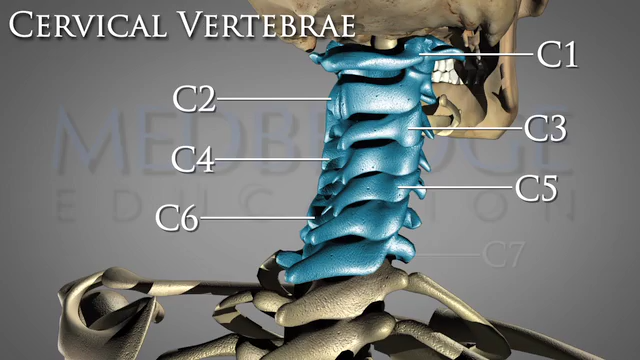 CERVICAL VERTEBRAE
C1
C2
C3
C4
C5
C6
C7
MEDBRIDGE
EDUCATION